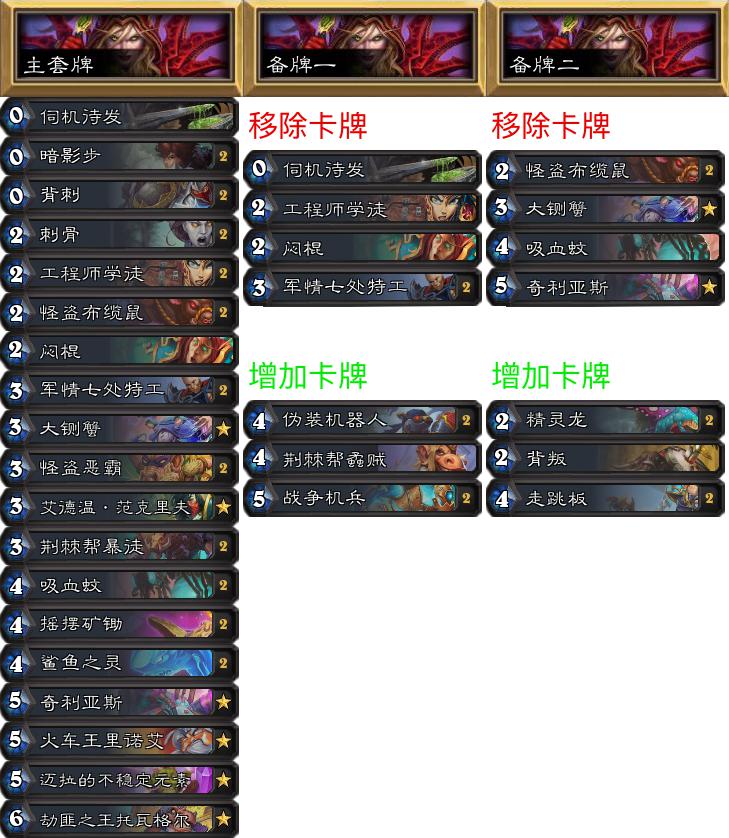 主套牌
0 伺机待发
0 暗影步 2
0 背刺 2
2 刺骨 2
2 工程师学徒 2
2 怪盗布缆鼠 2
2 闷棍
3 军情七处特工 2
3 大铡蟹
3 怪盗恶霸 2
3 艾德温·范克里夫
3 荆棘帮暴徒 2
4 吸血蚊 2
4 摇摆矿锄 2
4 鲨鱼之灵 2
5 奇利亚斯
5 火车王里诺艾
5 迈拉的不稳定元素
6 劫匪之王托瓦格尔
备牌一
移除卡牌
0 伺机待发
2 工程师学徒
2 闷棍
3 军情七处特工 2
增加卡牌
4 伪装机器人 2
4 荆棘帮蟊贼
5 战争机兵 2
备牌二
移除卡牌
2 怪盗布缆鼠 2
3 大铡蟹
4 吸血蚊
5 奇利亚斯
增加卡牌
2 精灵龙 2
2 背叛
4 走跳板 2